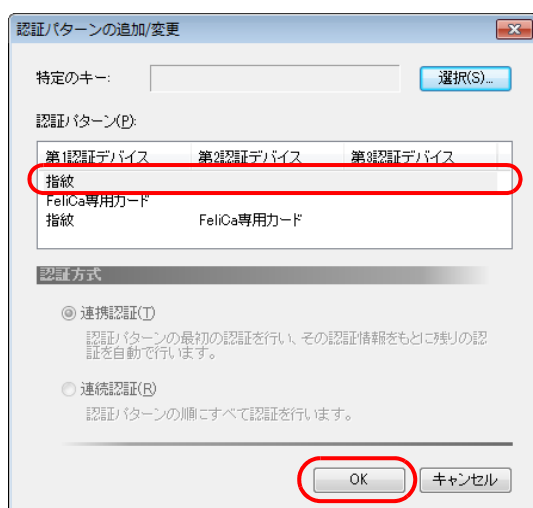 認証パターンの追加/変更
特定のキー: 選択(S)...
認証パターン(P):
第1認証デバイス 第2認証デバイス 第3認証デバイス
指紋
FeliCa専用カード
指紋 FeliCa専用カード
認証方式
連携認証(T)
認証パターンの最初の認証を行い、その認証情報をもとに残りの認
証を自動で行います。
連続認証(R)
認証パターンの順にすべて認証を行います。
OK キャンセル